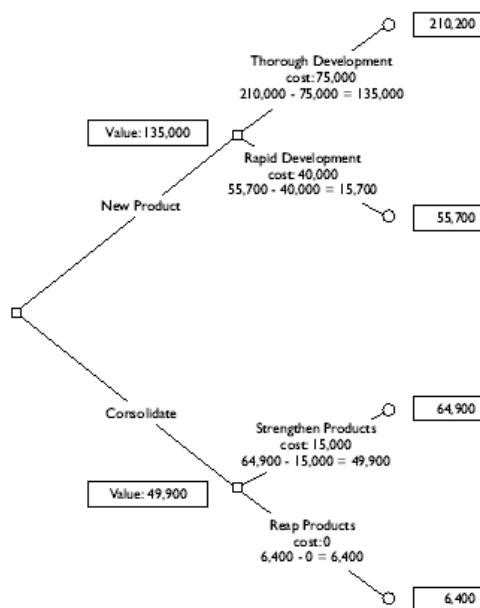 210,200
Thorough Development
cost: 75,000
210,000 - 75,000 = 135,000
Value: 135,000
Rapid Development
cost: 40,000
55,700 - 40,000 = 15,700
New Product
55,700
Consolidate
64,900
Strengthen Products
cost: 15,000
64,900 - 15,000 = 49,900
Value: 49,900
Reap Products
cost: 0
6,400 - 0 = 6,400
6,400